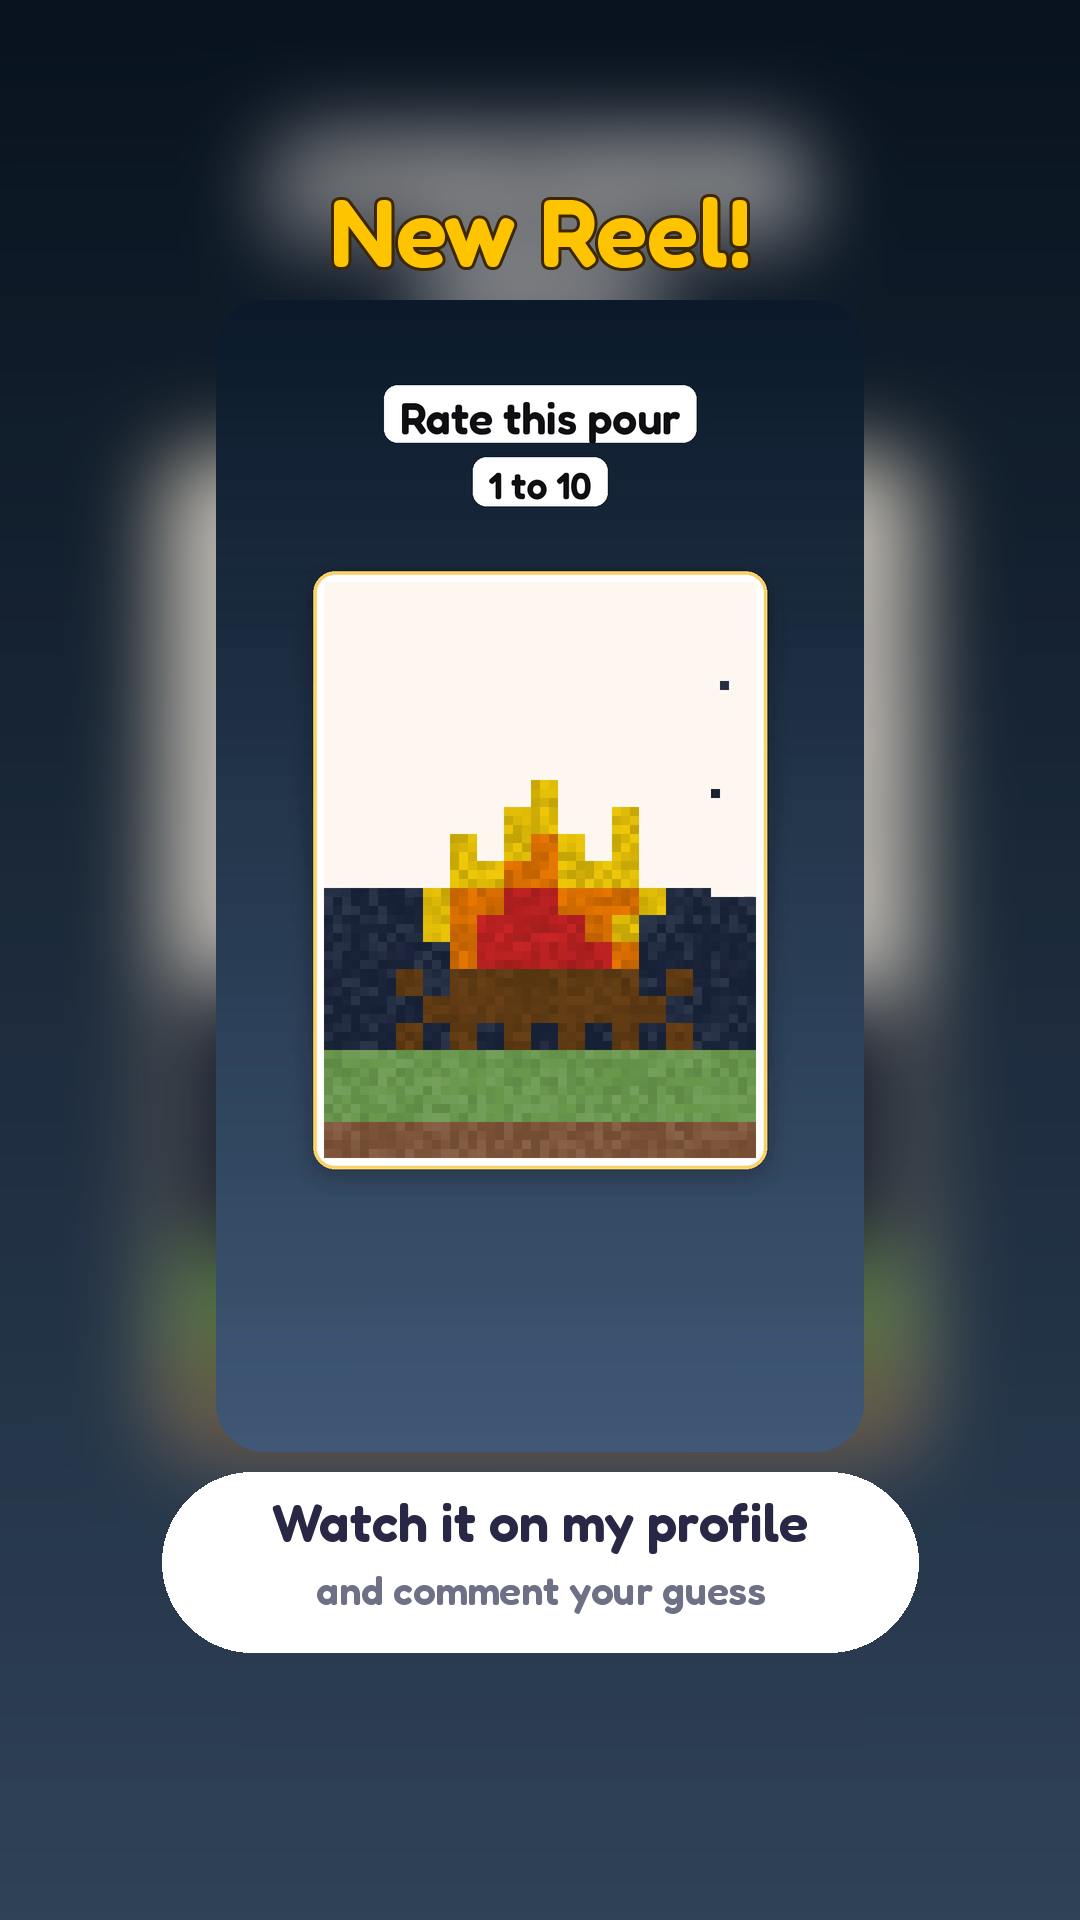 New Reel!
Rate this pour
1 to 10
Watch it on my profile
and comment your guess